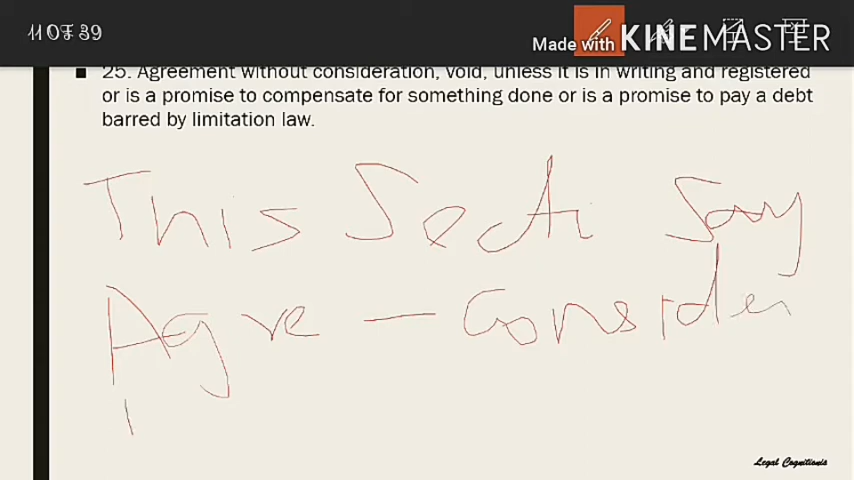 11 OF 39
Made with KINEMASTER
25. Agreement without consideration, void, unless it is in writing and registered
or is a promise to compensate for something done or is a promise to pay a debt
barred by limitation law.
This Secti Say
Agre - Consider
Legal Cognitionis